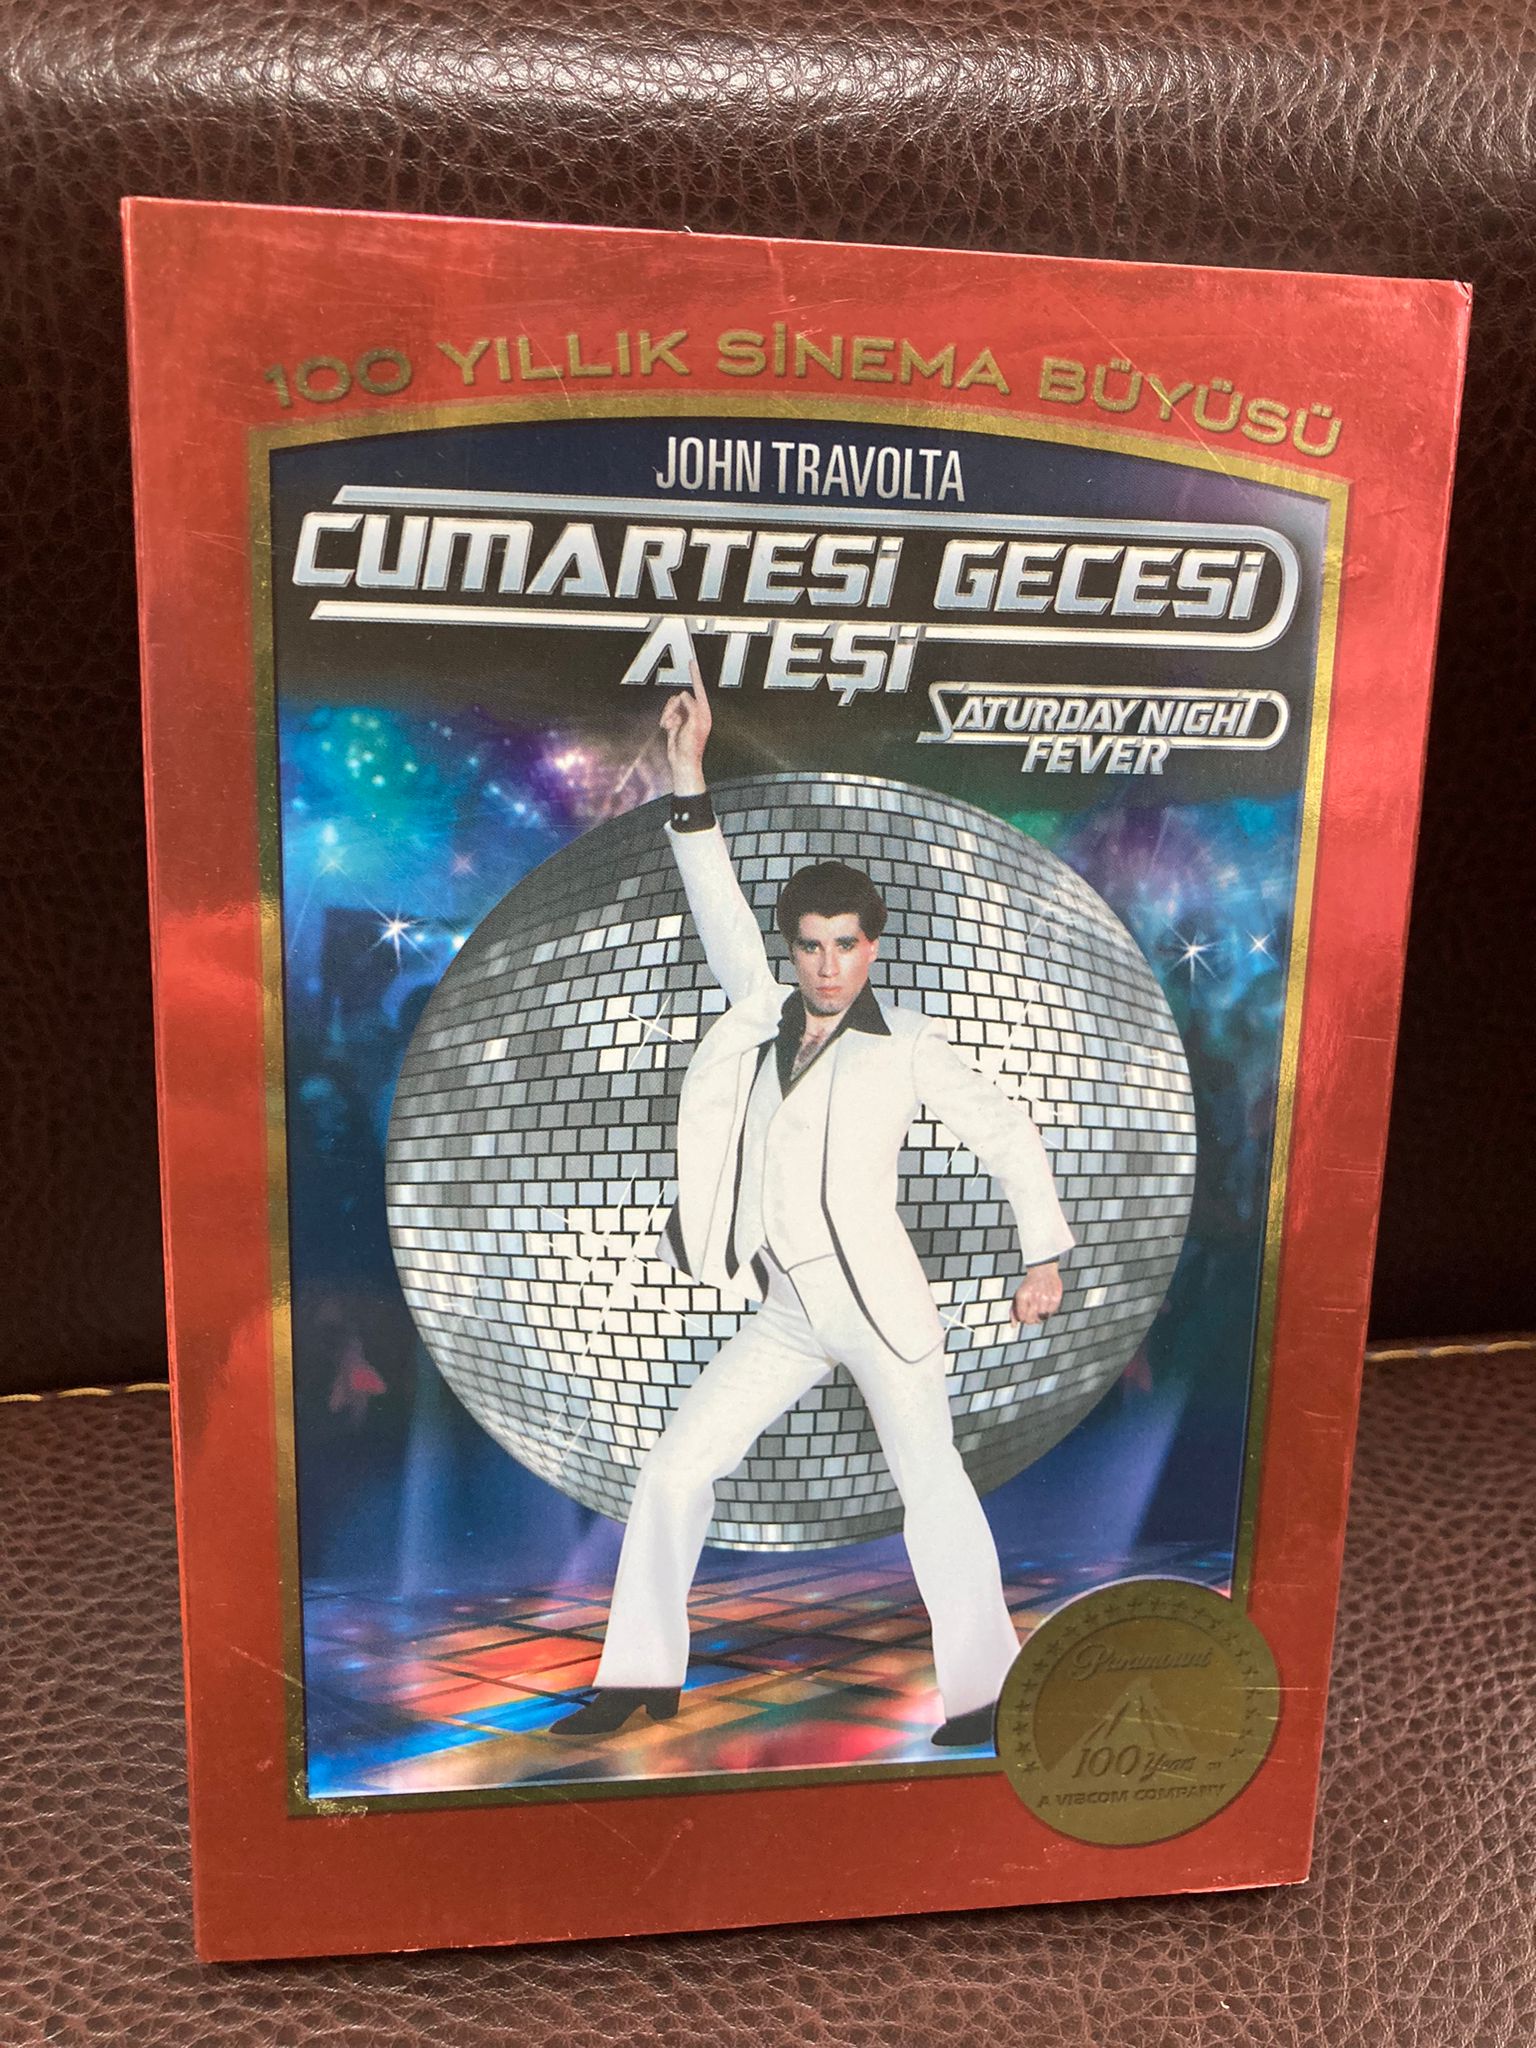 100 YILLIK SİNEMA BÜYÜSÜ
JOHN TRAVOLTA
CUMARTESİ GECESİ
ATEŞİ
SATURDAY NIGHT
FEVER
Paramount
100 Years
A VIACOM COMPANY